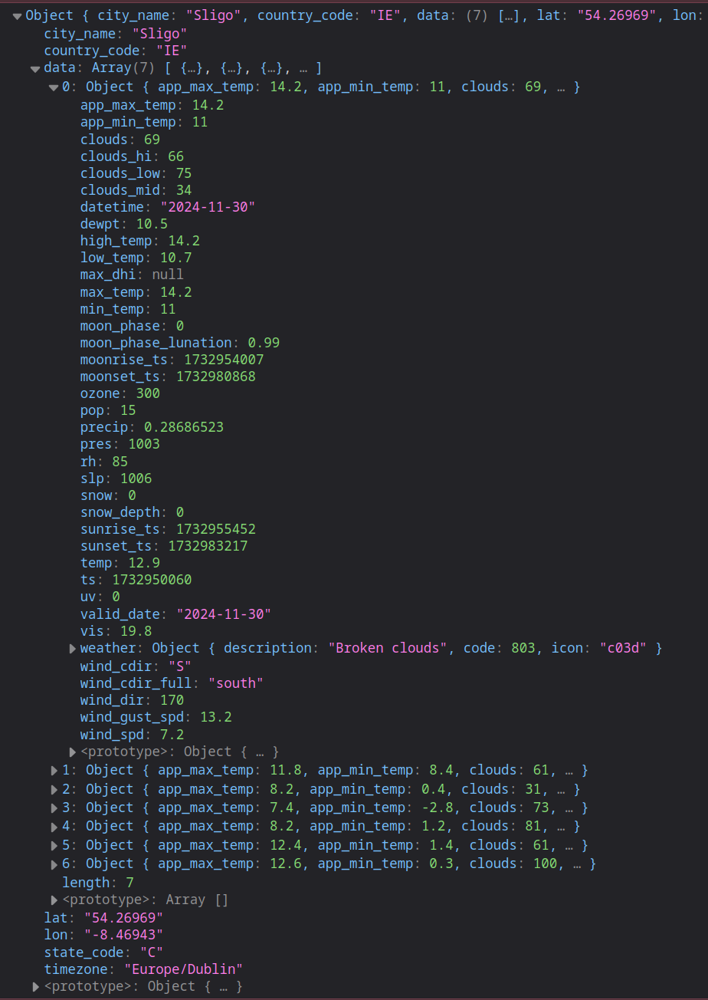 Object { city_name: "Sligo", country_code: "IE", data: (7) […], lat: "54.26969", lon:
city_name: "Sligo"
country_code: "IE"
data: Array(7) [ {…}, {…}, {…}, … ]
0: Object { app_max_temp: 14.2, app_min_temp: 11, clouds: 69, … }
app_max_temp: 14.2
app_min_temp: 11
clouds: 69
clouds_hi: 66
clouds_low: 75
clouds_mid: 34
datetime: "2024-11-30"
dewpt: 10.5
high_temp: 14.2
low_temp: 10.7
max_dhi: null
max_temp: 14.2
min_temp: 11
moon_phase: 0
moon_phase_lunation: 0.99
moonrise_ts: 1732954007
moonset_ts: 1732980868
ozone: 300
pop: 15
precip: 0.28686523
pres: 1003
rh: 85
slp: 1006
snow: 0
snow_depth: 0
sunrise_ts: 1732955452
sunset_ts: 1732983217
temp: 12.9
ts: 1732950060
uv: 0
valid_date: "2024-11-30"
vis: 19.8
weather: Object { description: "Broken clouds", code: 803, icon: "c03d" }
wind_cdir: "S"
wind_cdir_full: "south"
wind_dir: 170
wind_gust_spd: 13.2
wind_spd: 7.2
<prototype>: Object { … }
1: Object { app_max_temp: 11.8, app_min_temp: 8.4, clouds: 61, … }
2: Object { app_max_temp: 8.2, app_min_temp: 0.4, clouds: 31, … }
3: Object { app_max_temp: 7.4, app_min_temp: -2.8, clouds: 73, … }
4: Object { app_max_temp: 8.2, app_min_temp: 1.2, clouds: 81, … }
5: Object { app_max_temp: 12.4, app_min_temp: 1.4, clouds: 61, … }
6: Object { app_max_temp: 12.6, app_min_temp: 0.3, clouds: 100, … }
length: 7
<prototype>: Array []
lat: "54.26969"
lon: "-8.46943"
state_code: "C"
timezone: "Europe/Dublin"
<prototype>: Object { … }